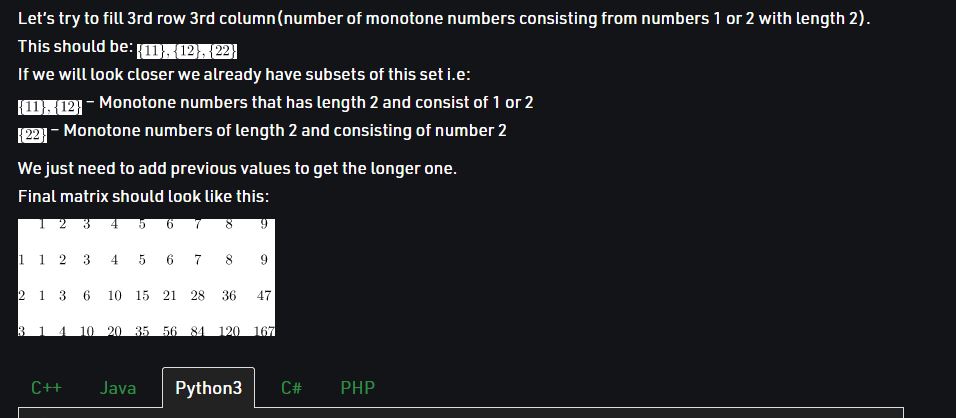 Let's try to fill 3rd row 3rd column(number of monotone numbers consisting from numbers 1 or 2 with length 2).
This should be: {11}, {12}, {22}
If we will look closer we already have subsets of this set i.e:
{11}, {12} – Monotone numbers that has length 2 and consist of 1 or 2
{22} – Monotone numbers of length 2 and consisting of number 2
We just need to add previous values to get the longer one.
Final matrix should look like this:
1 2 3 4 5 6 7 8 9
1 1 2 3 4 5 6 7 8 9
2 1 3 6 10 15 21 28 36 47
3 1 4 10 20 35 56 84 120 167
C++ Java Python3 C# PHP